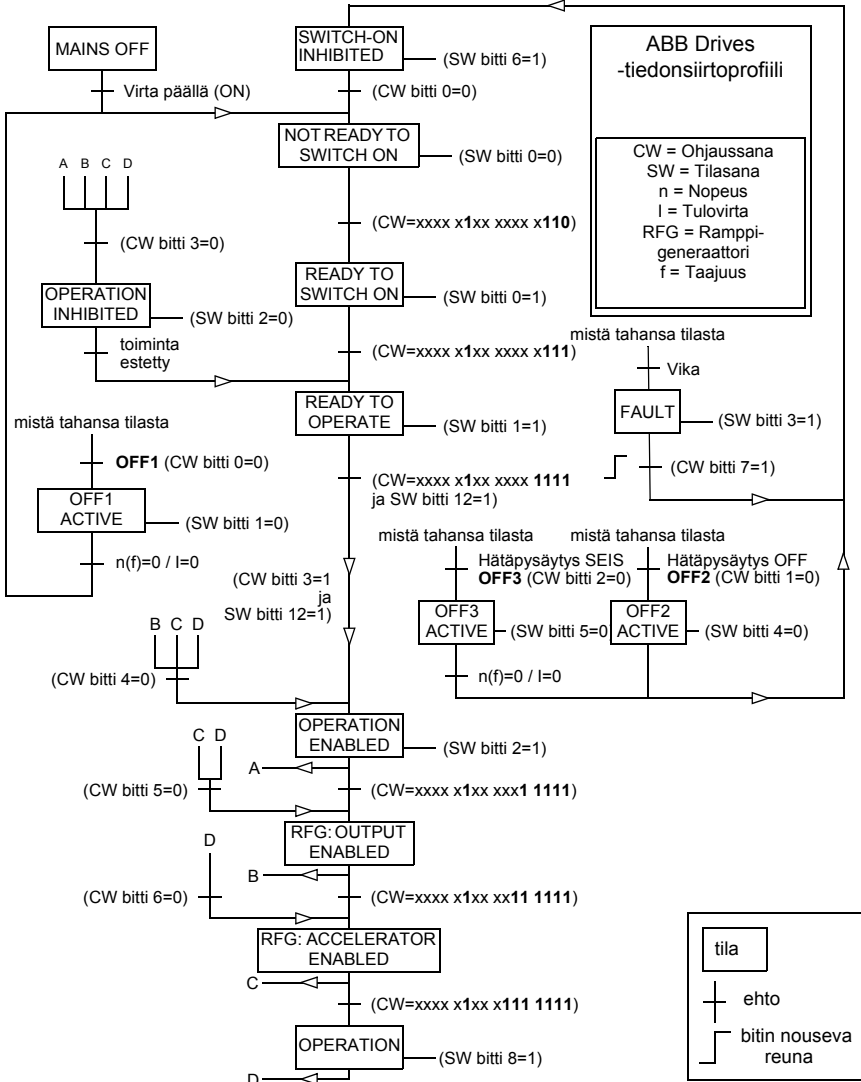 MAINS OFF
Virta päällä (ON)
SWITCH-ON
INHIBITED
(SW bitti 6=1)
(CW bitti 0=0)
NOT READY TO
SWITCH ON
(SW bitti 0=0)
A B C D
(CW bitti 3=0)
OPERATION
INHIBITED
(SW bitti 2=0)
toiminta
estetty
(CW=xxxx x1xx xxxx x110)
READY TO
SWITCH ON
(SW bitti 0=1)
(CW=xxxx x1xx xxxx x111)
READY TO
OPERATE
(SW bitti 1=1)
(CW=xxxx x1xx xxxx 1111
ja SW bitti 12=1)
ABB Drives
-tiedonsiirtoprofiili
CW = Ohjaussana
SW = Tilasana
n = Nopeus
I = Tulovirta
RFG = Ramppi-
generaattori
f = Taajuus
mistä tahansa tilasta
Vika
FAULT
(SW bitti 3=1)
(CW bitti 7=1)
mistä tahansa tilasta
OFF1 (CW bitti 0=0)
OFF1
ACTIVE
(SW bitti 1=0)
n(f)=0 / I=0
(CW bitti 3=1
ja
SW bitti 12=1)
mistä tahansa tilasta
Hätäpysäytys SEIS
OFF3 (CW bitti 2=0)
OFF3
ACTIVE
(SW bitti 5=0
n(f)=0 / I=0
mistä tahansa tilasta
Hätäpysäytys OFF
OFF2 (CW bitti 1=0)
OFF2
ACTIVE
(SW bitti 4=0)
B C D
(CW bitti 4=0)
OPERATION
ENABLED
(SW bitti 2=1)
A
(CW=xxxx x1xx xxx1 1111)
C D
(CW bitti 5=0)
RFG: OUTPUT
ENABLED
B
(CW=xxxx x1xx xx11 1111)
D
(CW bitti 6=0)
RFG: ACCELERATOR
ENABLED
C
(CW=xxxx x1xx x111 1111)
OPERATION
(SW bitti 8=1)
D
tila
ehto
bitin nouseva
reuna